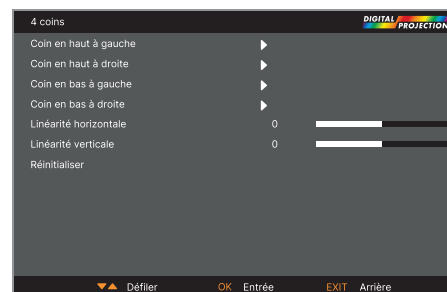 4 coins
DIGITAL PROJECTION
Coin en haut à gauche
Coin en haut à droite
Coin en bas à gauche
Coin en bas à droite
Linéarité horizontale 0
Linéarité verticale 0
Réinitialiser
Défiler OK Entrée EXIT Arrière